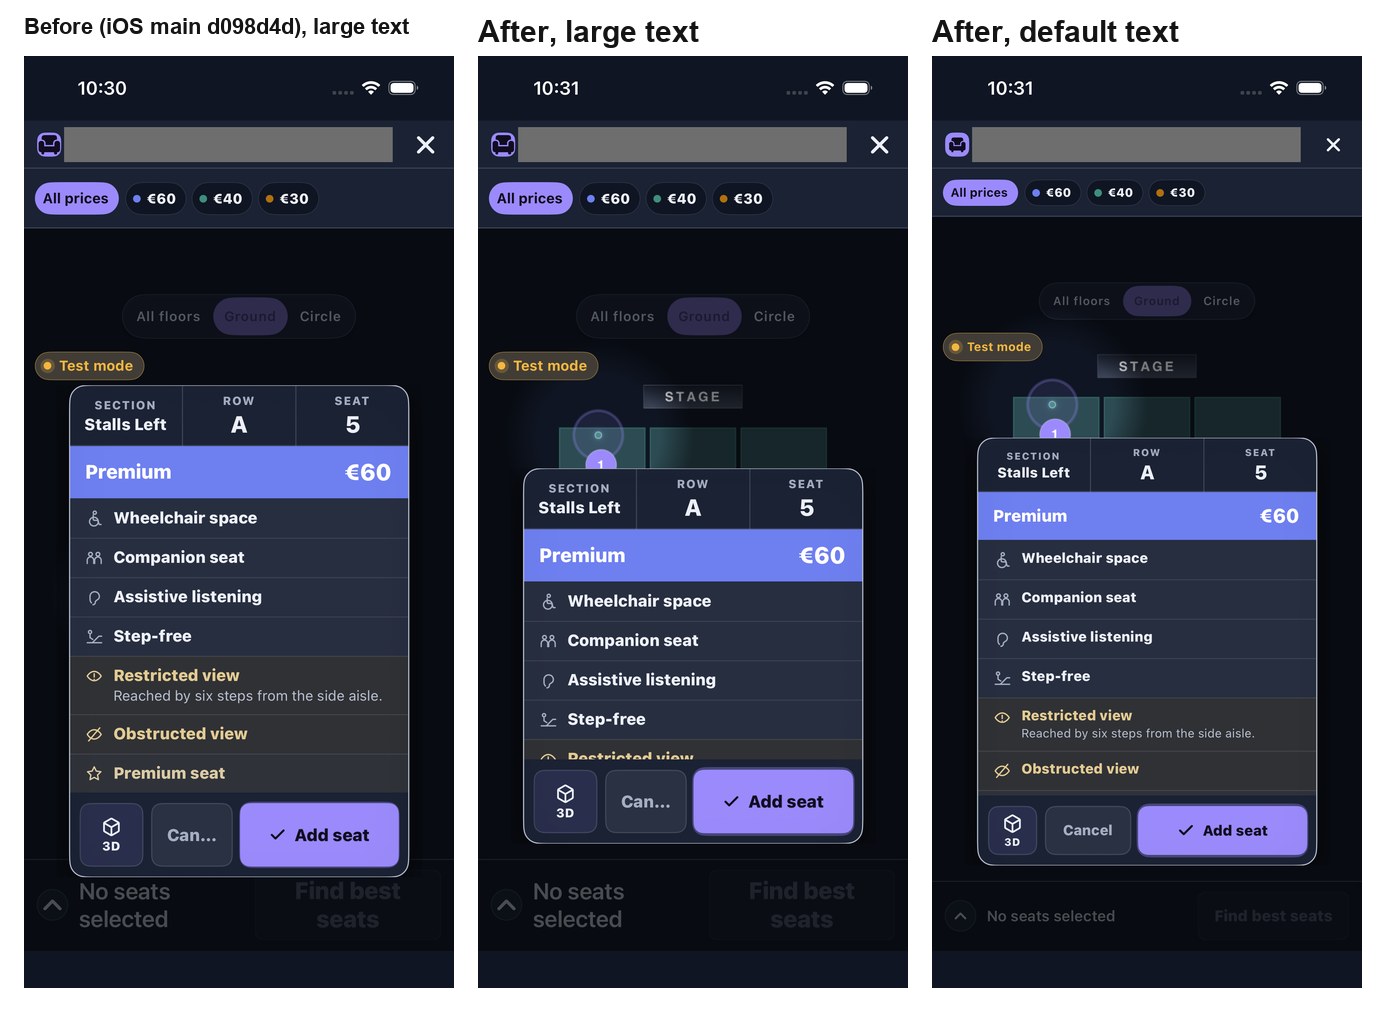 Before (iOS main d098d4d), large text
10:30
All prices
€60
€40
€30
All floors
Ground
Circle
Test mode
SECTION
Stalls Left
ROW
A
SEAT
5
Premium
€60
Wheelchair space
Companion seat
Assistive listening
Step-free
Restricted view
Reached by six steps from the side aisle.
Obstructed view
Premium seat
3D
Can...
Add seat
No seats
selected
Find best
seats
After, large text
10:31
All prices
€60
€40
€30
All floors
Ground
Circle
Test mode
STAGE
1
SECTION
Stalls Left
ROW
A
SEAT
5
Premium
€60
Wheelchair space
Companion seat
Assistive listening
Step-free
Restricted view
3D
Can...
Add seat
No seats
selected
Find best
seats
After, default text
10:31
All prices
€60
€40
€30
All floors
Ground
Circle
Test mode
STAGE
1
SECTION
Stalls Left
ROW
A
SEAT
5
Premium
€60
Wheelchair space
Companion seat
Assistive listening
Step-free
Restricted view
Reached by six steps from the side aisle.
Obstructed view
3D
Cancel
Add seat
No seats selected
Find best seats